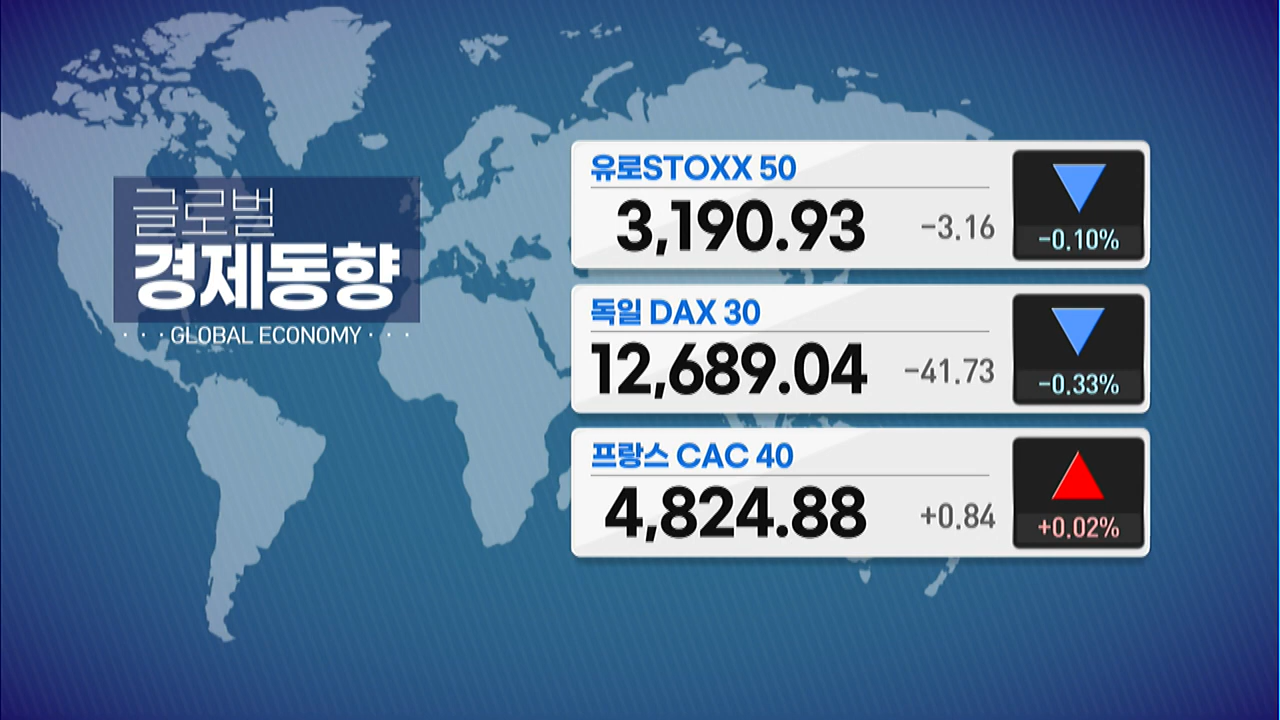 글로벌
경제동향
· · · GLOBAL ECONOMY · · ·
유로STOXX 50
3,190.93 -3.16 -0.10%
독일 DAX 30
12,689.04 -41.73 -0.33%
프랑스 CAC 40
4,824.88 +0.84 +0.02%